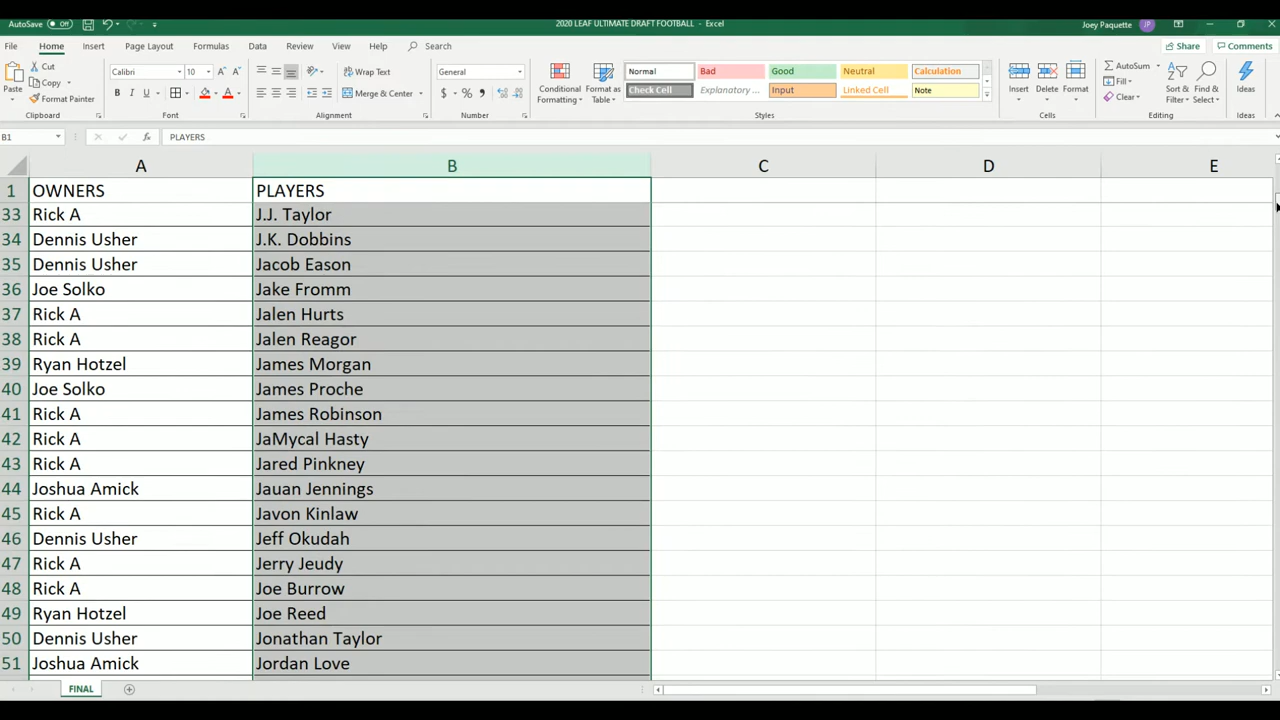 AutoSave Off
2020 LEAF ULTIMATE DRAFT FOOTBALL - Excel
Joey Paquette JP
File Home Insert Page Layout Formulas Data Review View Help Search Share Comments
Paste Cut Copy Format Painter Clipboard
Calibri 10 B I U A A A Font
Wrap Text Merge & Center Alignment
General $ % , Number
Conditional Formatting Format as Table
Normal Bad Good Neutral Calculation
Check Cell Explanatory ... Input Linked Cell Note
Styles
Insert Delete Format Cells
AutoSum Fill Clear Sort & Filter Find & Select Editing
Ideas Ideas
B1 fx PLAYERS
A B C D E
1 OWNERS PLAYERS
33 Rick A J.J. Taylor
34 Dennis Usher J.K. Dobbins
35 Dennis Usher Jacob Eason
36 Joe Solko Jake Fromm
37 Rick A Jalen Hurts
38 Rick A Jalen Reagor
39 Ryan Hotzel James Morgan
40 Joe Solko James Proche
41 Rick A James Robinson
42 Rick A JaMycal Hasty
43 Rick A Jared Pinkney
44 Joshua Amick Jauan Jennings
45 Rick A Javon Kinlaw
46 Dennis Usher Jeff Okudah
47 Rick A Jerry Jeudy
48 Rick A Joe Burrow
49 Ryan Hotzel Joe Reed
50 Dennis Usher Jonathan Taylor
51 Joshua Amick Jordan Love
FINAL